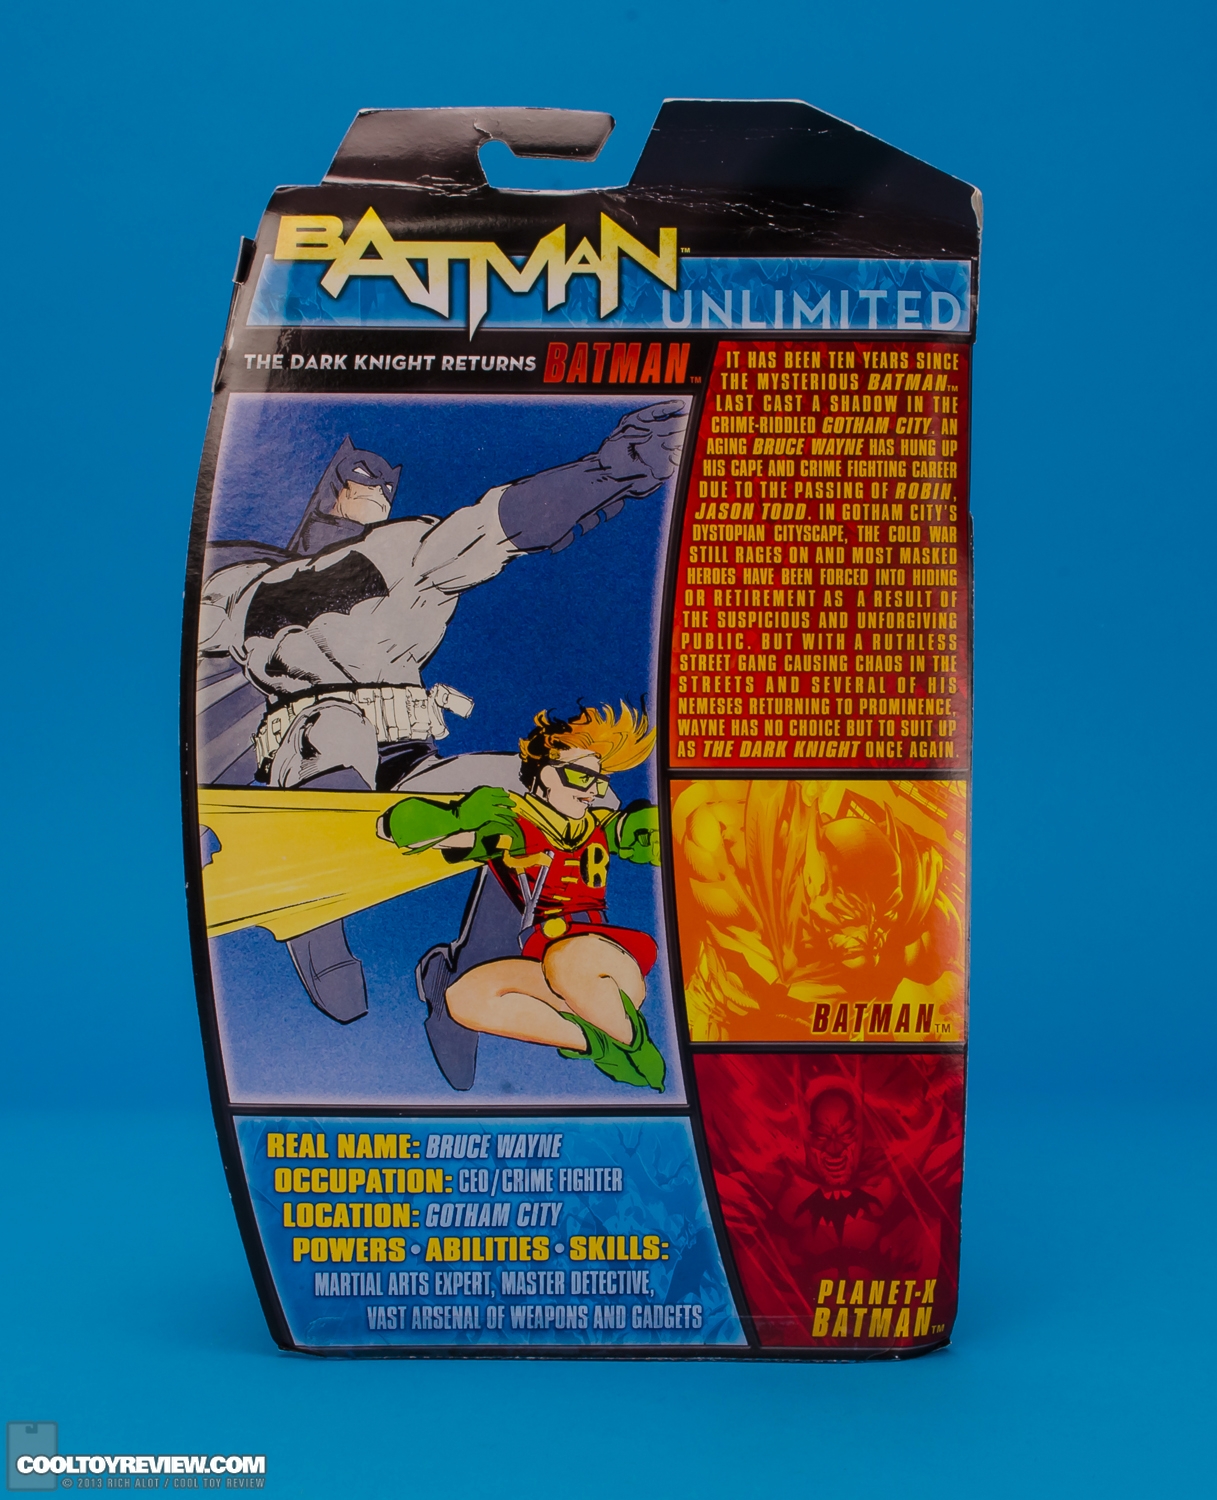 BATMAN™
UNLIMITED
THE DARK KNIGHT RETURNS BATMAN™
IT HAS BEEN TEN YEARS SINCE
THE MYSTERIOUS BATMAN™
LAST CAST A SHADOW IN THE
CRIME-RIDDLED GOTHAM CITY. AN
AGING BRUCE WAYNE HAS HUNG UP
HIS CAPE AND CRIME FIGHTING CAREER
DUE TO THE PASSING OF ROBIN,
JASON TODD. IN GOTHAM CITY'S
DYSTOPIAN CITYSCAPE, THE COLD WAR
STILL RAGES ON AND MOST MASKED
HEROES HAVE BEEN FORCED INTO HIDING
OR RETIREMENT AS A RESULT OF
THE SUSPICIOUS AND UNFORGIVING
PUBLIC. BUT WITH A RUTHLESS
STREET GANG CAUSING CHAOS IN THE
STREETS AND SEVERAL OF HIS
NEMESES RETURNING TO PROMINENCE,
WAYNE HAS NO CHOICE BUT TO SUIT UP
AS THE DARK KNIGHT ONCE AGAIN.
R
BATMAN™
PLANET-X
BATMAN™
REAL NAME: BRUCE WAYNE
OCCUPATION: CEO/CRIME FIGHTER
LOCATION: GOTHAM CITY
POWERS • ABILITIES • SKILLS:
MARTIAL ARTS EXPERT, MASTER DETECTIVE,
VAST ARSENAL OF WEAPONS AND GADGETS
COOLTOYREVIEW.COM
© 2013 RICH ALOT / COOL TOY REVIEW